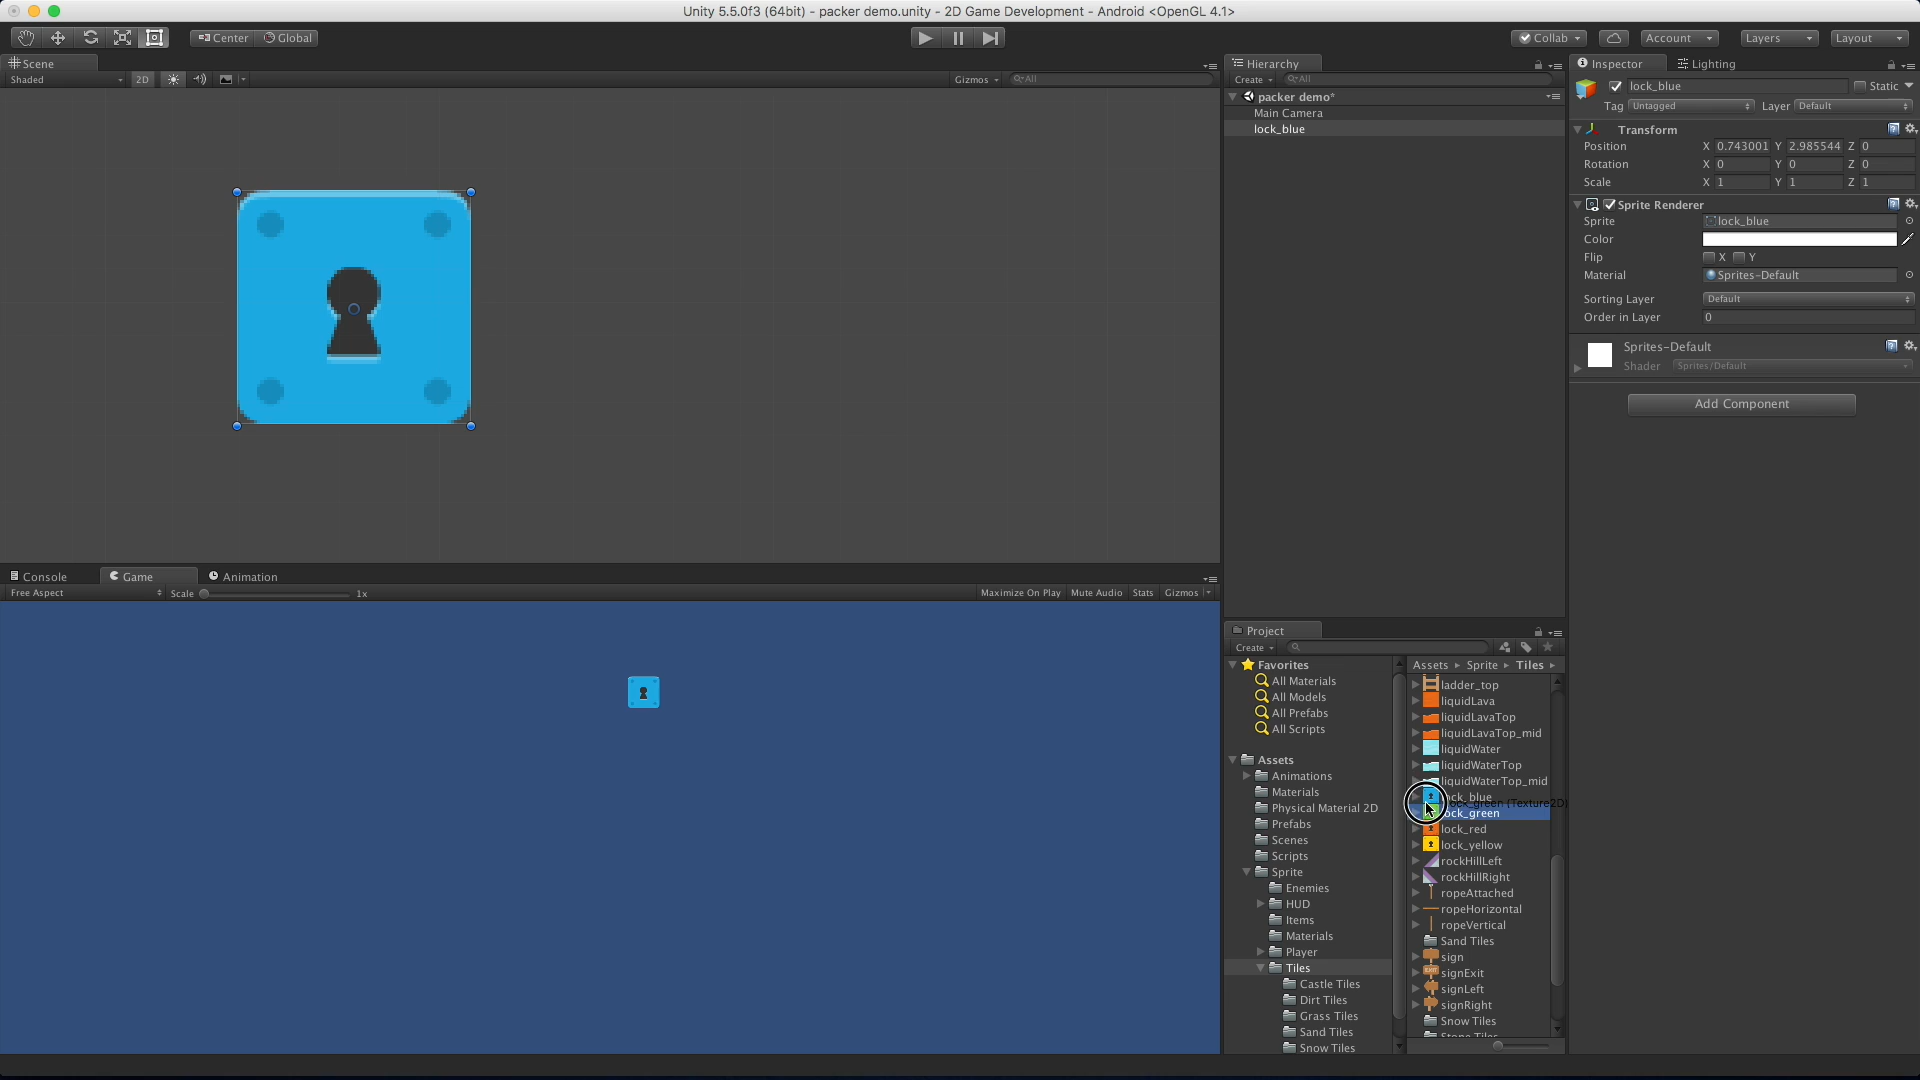 Unity 5.5.0f3 (64bit) - packer demo.unity - 2D Game Development - Android <OpenGL 4.1>
Center Global Collab Account Layers Layout
Scene
Shaded 2D Gizmos All
Hierarchy
Create All
packer demo*
Main Camera
lock_blue
Inspector Lighting
lock_blue Static
Tag Untagged Layer Default
Transform
Position X 0.743001 Y 2.985544 Z 0
Rotation X 0 Y 0 Z 0
Scale X 1 Y 1 Z 1
Sprite Renderer
Sprite lock_blue
Color
Flip X Y
Material Sprites-Default
Sorting Layer Default
Order in Layer 0
Sprites-Default
Shader Sprites/Default
Add Component
Console Game Animation
Free Aspect Scale 1x Maximize On Play Mute Audio Stats Gizmos
Project
Create
Favorites
All Materials
All Models
All Prefabs
All Scripts
Assets
Animations
Materials
Physical Material 2D
Prefabs
Scenes
Scripts
Sprite
Enemies
HUD
Items
Materials
Player
Tiles
Castle Tiles
Dirt Tiles
Grass Tiles
Sand Tiles
Snow Tiles
Assets Sprite Tiles
ladder_top
liquidLava
liquidLavaTop
liquidLavaTop_mid
liquidWater
liquidWaterTop
liquidWaterTop_mid
lock_blue
lock_green (Texture2D)
lock_green
lock_red
lock_yellow
rockHillLeft
rockHillRight
ropeAttached
ropeHorizontal
ropeVertical
Sand Tiles
sign
signExit
signLeft
signRight
Snow Tiles
Stone Tiles